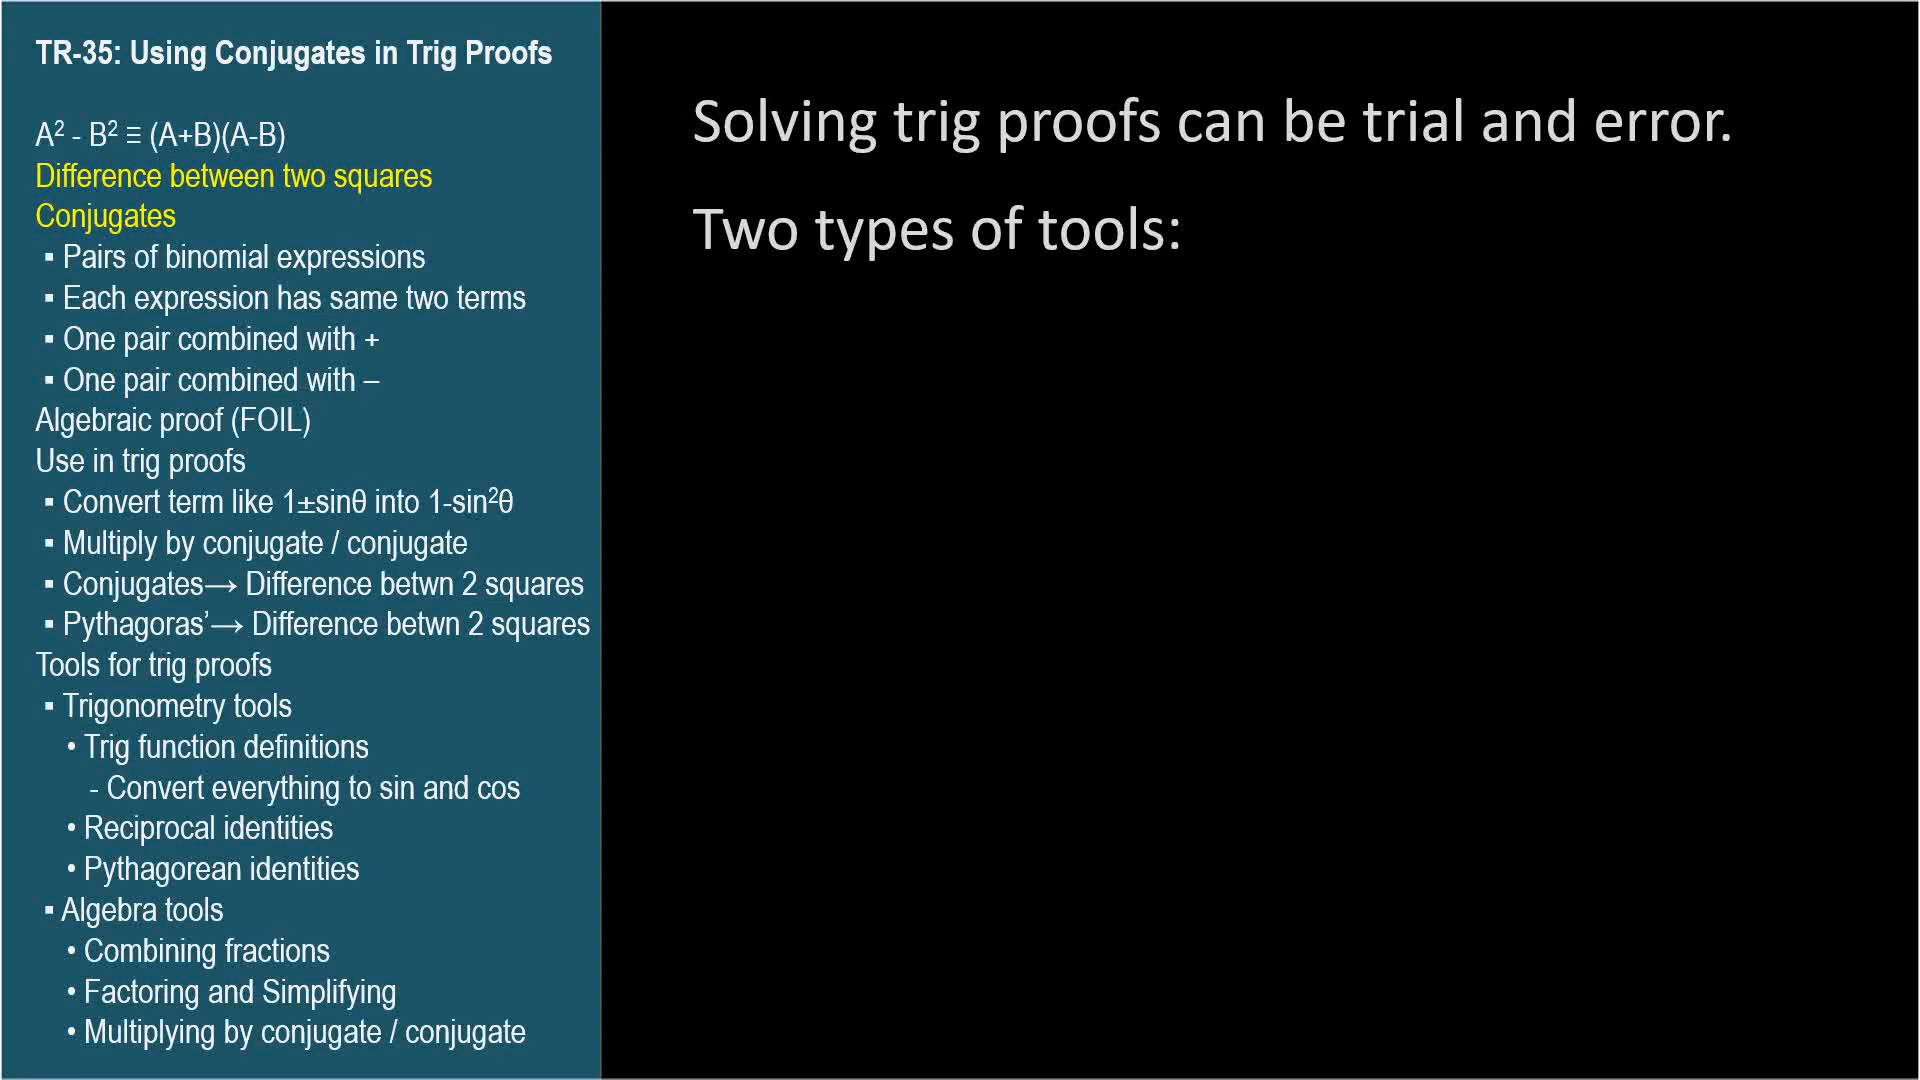 TR-35: Using Conjugates in Trig Proofs
A² - B² ≡ (A+B)(A-B)
Difference between two squares
Conjugates
▪ Pairs of binomial expressions
▪ Each expression has same two terms
▪ One pair combined with +
▪ One pair combined with –
Algebraic proof (FOIL)
Use in trig proofs
▪ Convert term like 1±sinθ into 1-sin²θ
▪ Multiply by conjugate / conjugate
▪ Conjugates→ Difference betwn 2 squares
▪ Pythagoras’→ Difference betwn 2 squares
Tools for trig proofs
▪ Trigonometry tools
• Trig function definitions
- Convert everything to sin and cos
• Reciprocal identities
• Pythagorean identities
▪ Algebra tools
• Combining fractions
• Factoring and Simplifying
• Multiplying by conjugate / conjugate
Solving trig proofs can be trial and error.
Two types of tools: